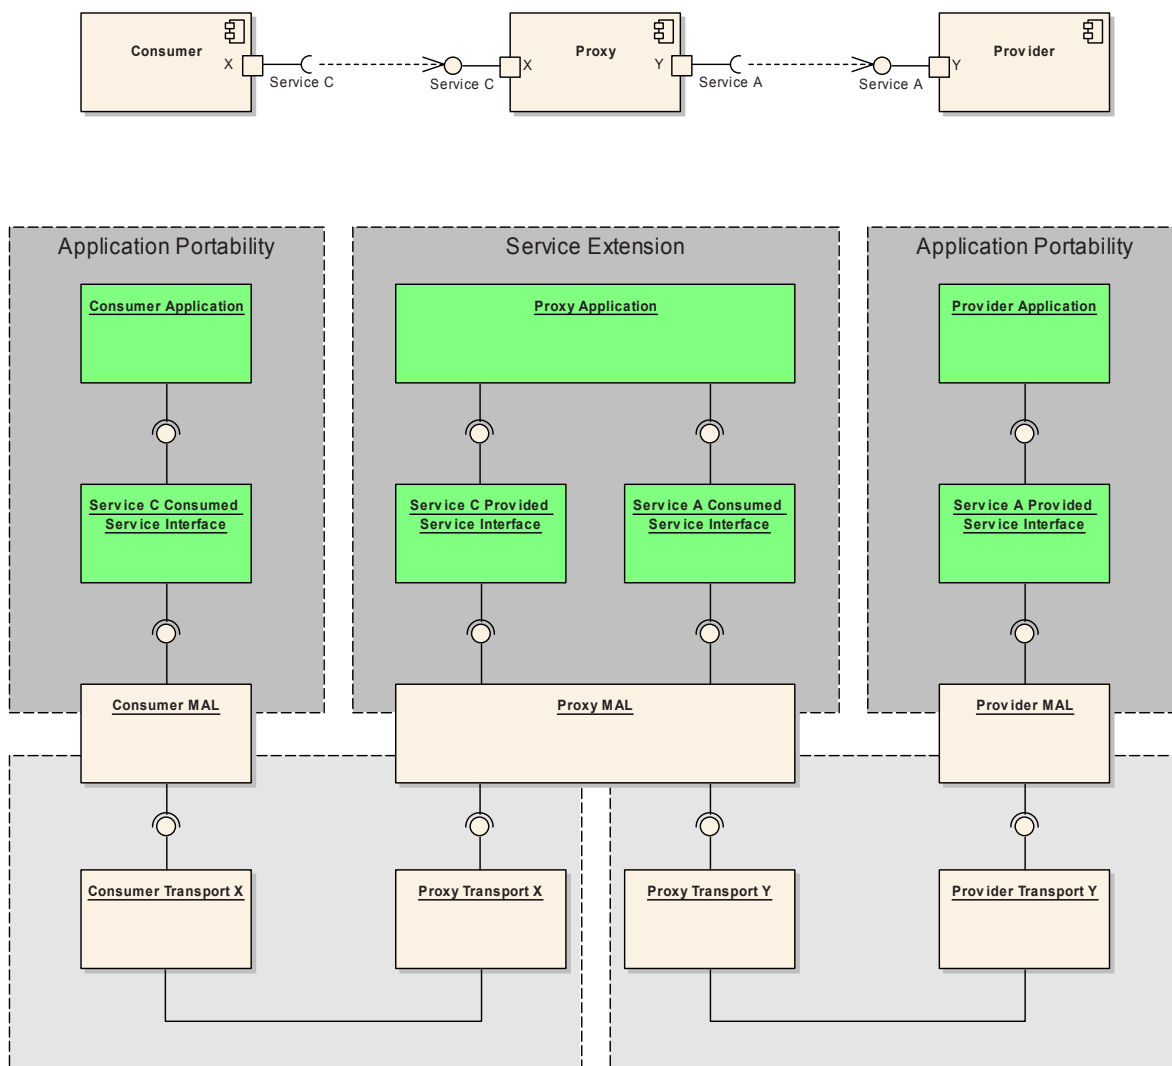 Consumer
Proxy
Provider
X
Service C
Service C
X
Y
Service A
Service A
Y
Application Portability
Service Extension
Application Portability
Consumer Application
Proxy Application
Provider Application
Service C Consumed
Service Interface
Service C Provided
Service Interface
Service A Consumed
Service Interface
Service A Provided
Service Interface
Consumer MAL
Proxy MAL
Provider MAL
Consumer Transport X
Proxy Transport X
Proxy Transport Y
Provider Transport Y